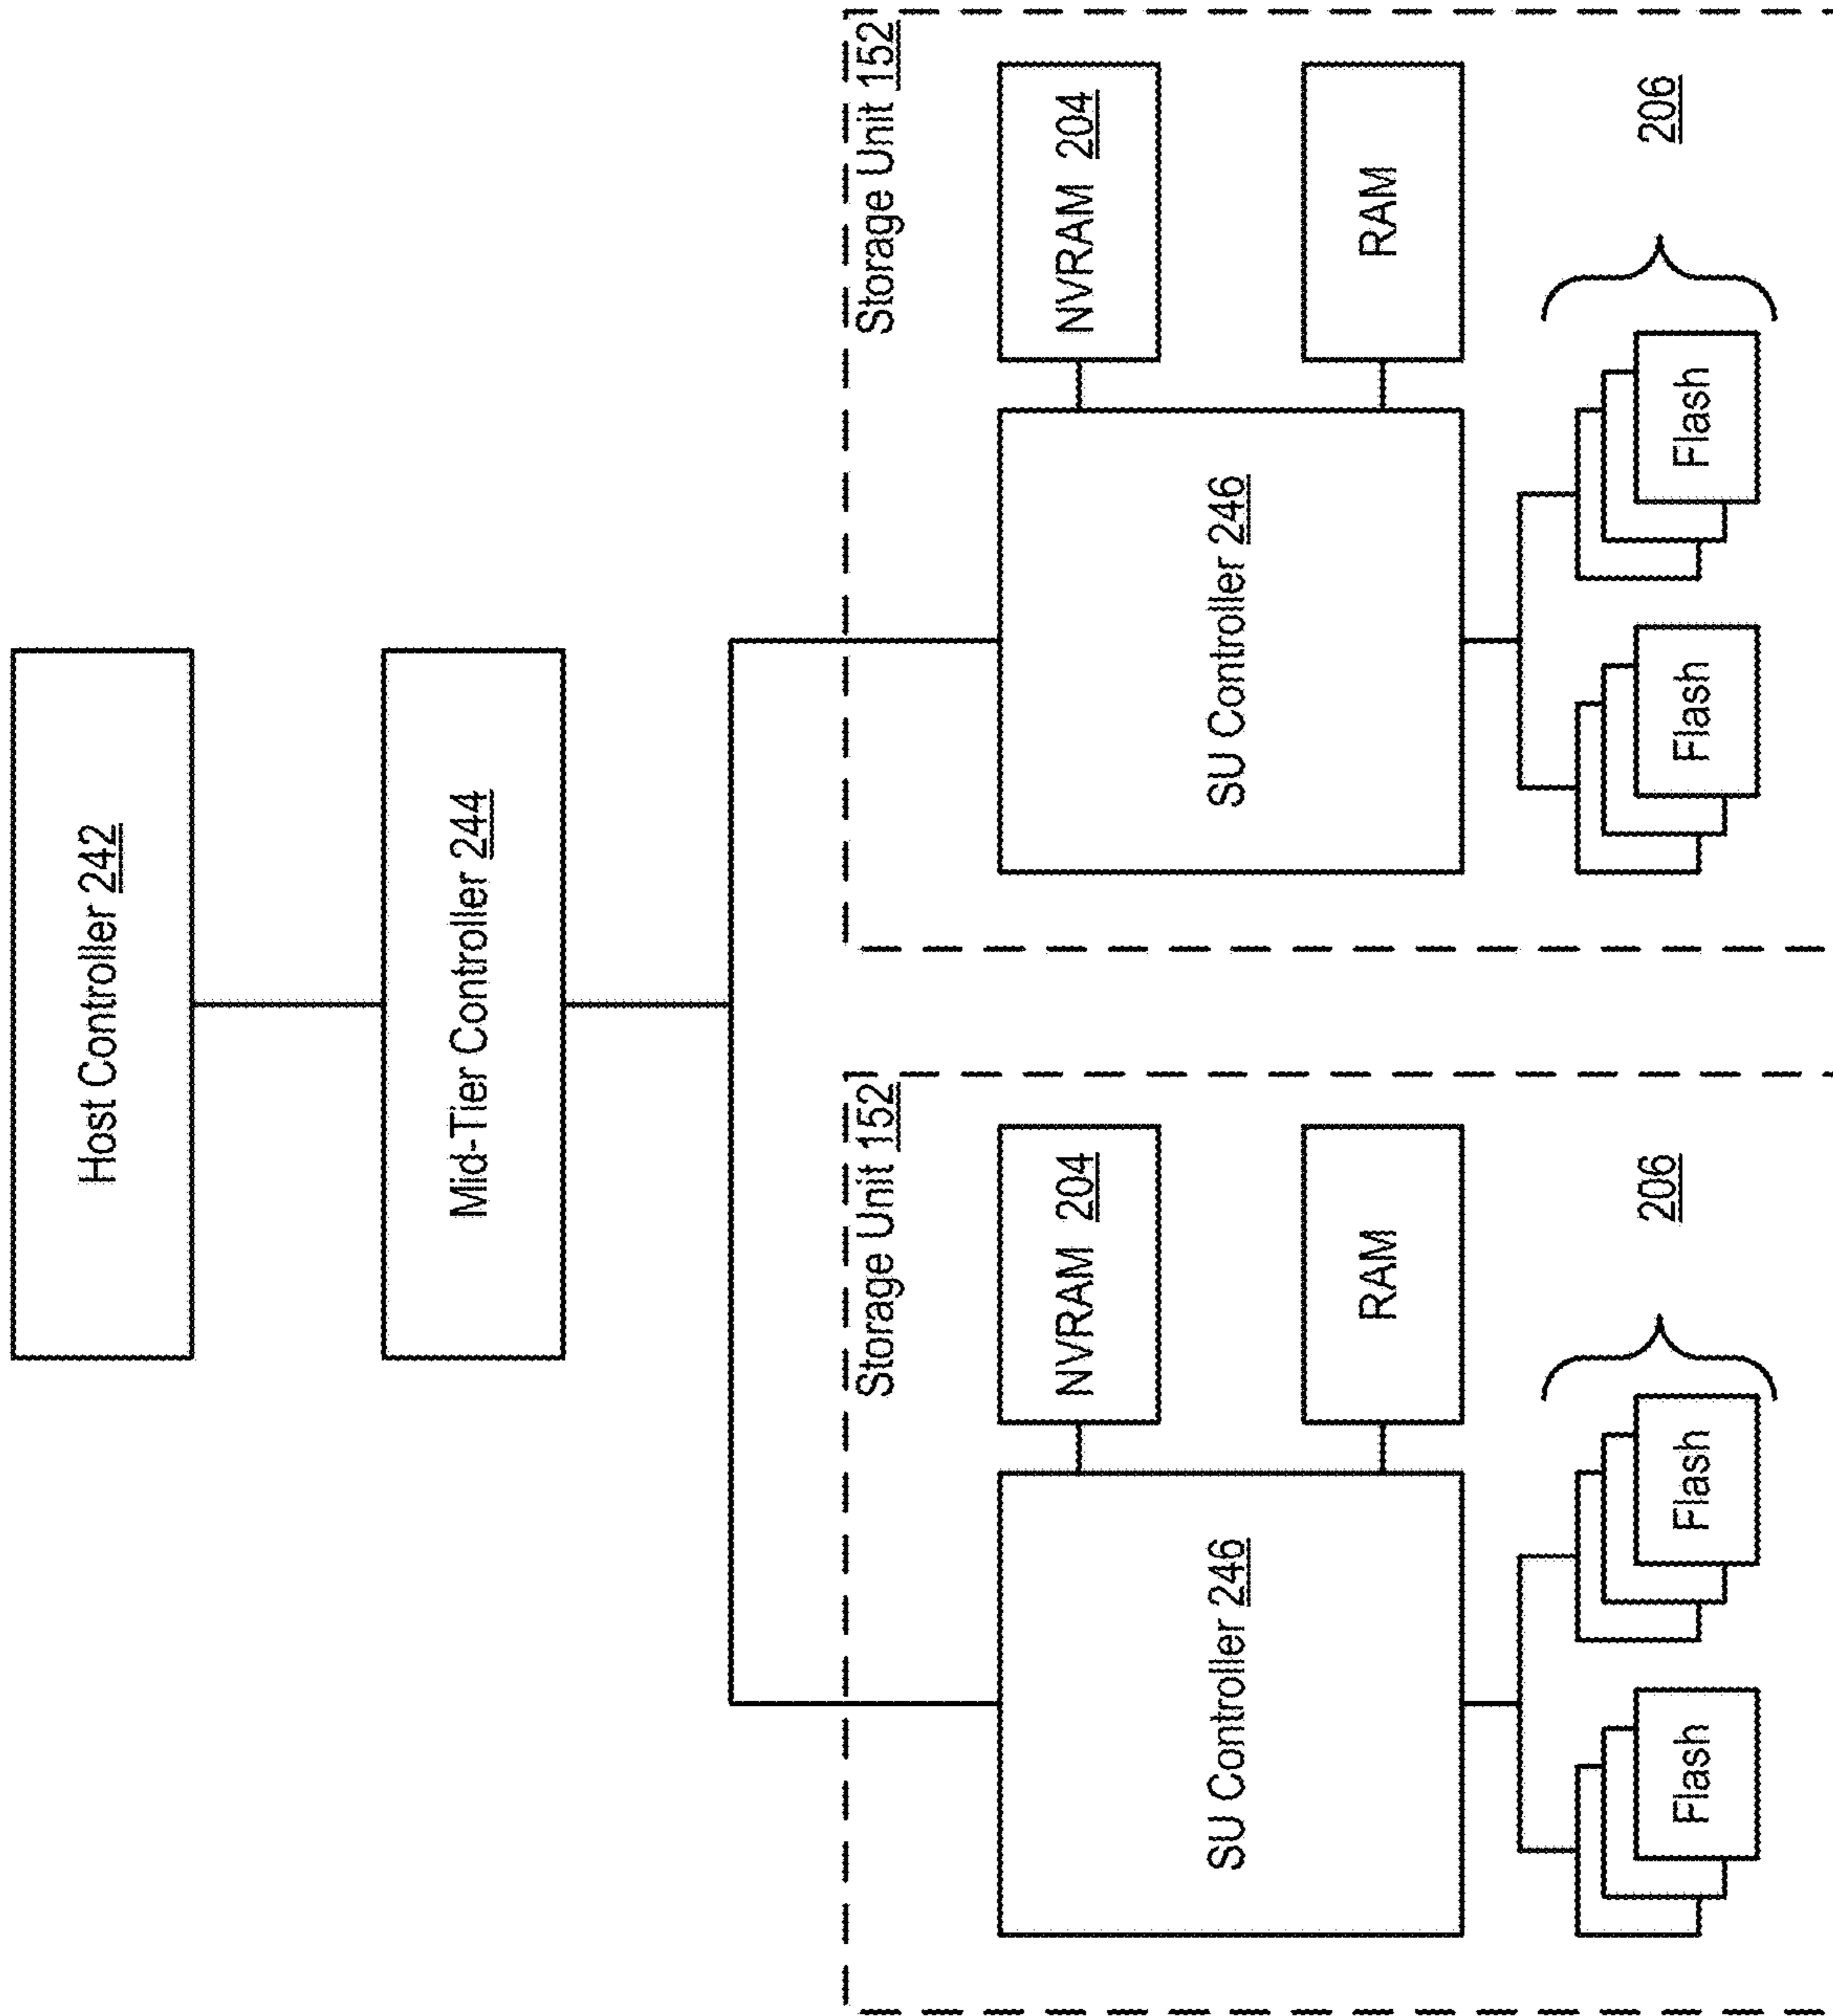 Host Controller 242
Mid-Tier Controller 244
Storage Unit 152
SU Controller 246
NVRAM 204
RAM
Flash
Flash
206
Storage Unit 152
SU Controller 246
NVRAM 204
RAM
Flash
Flash
206